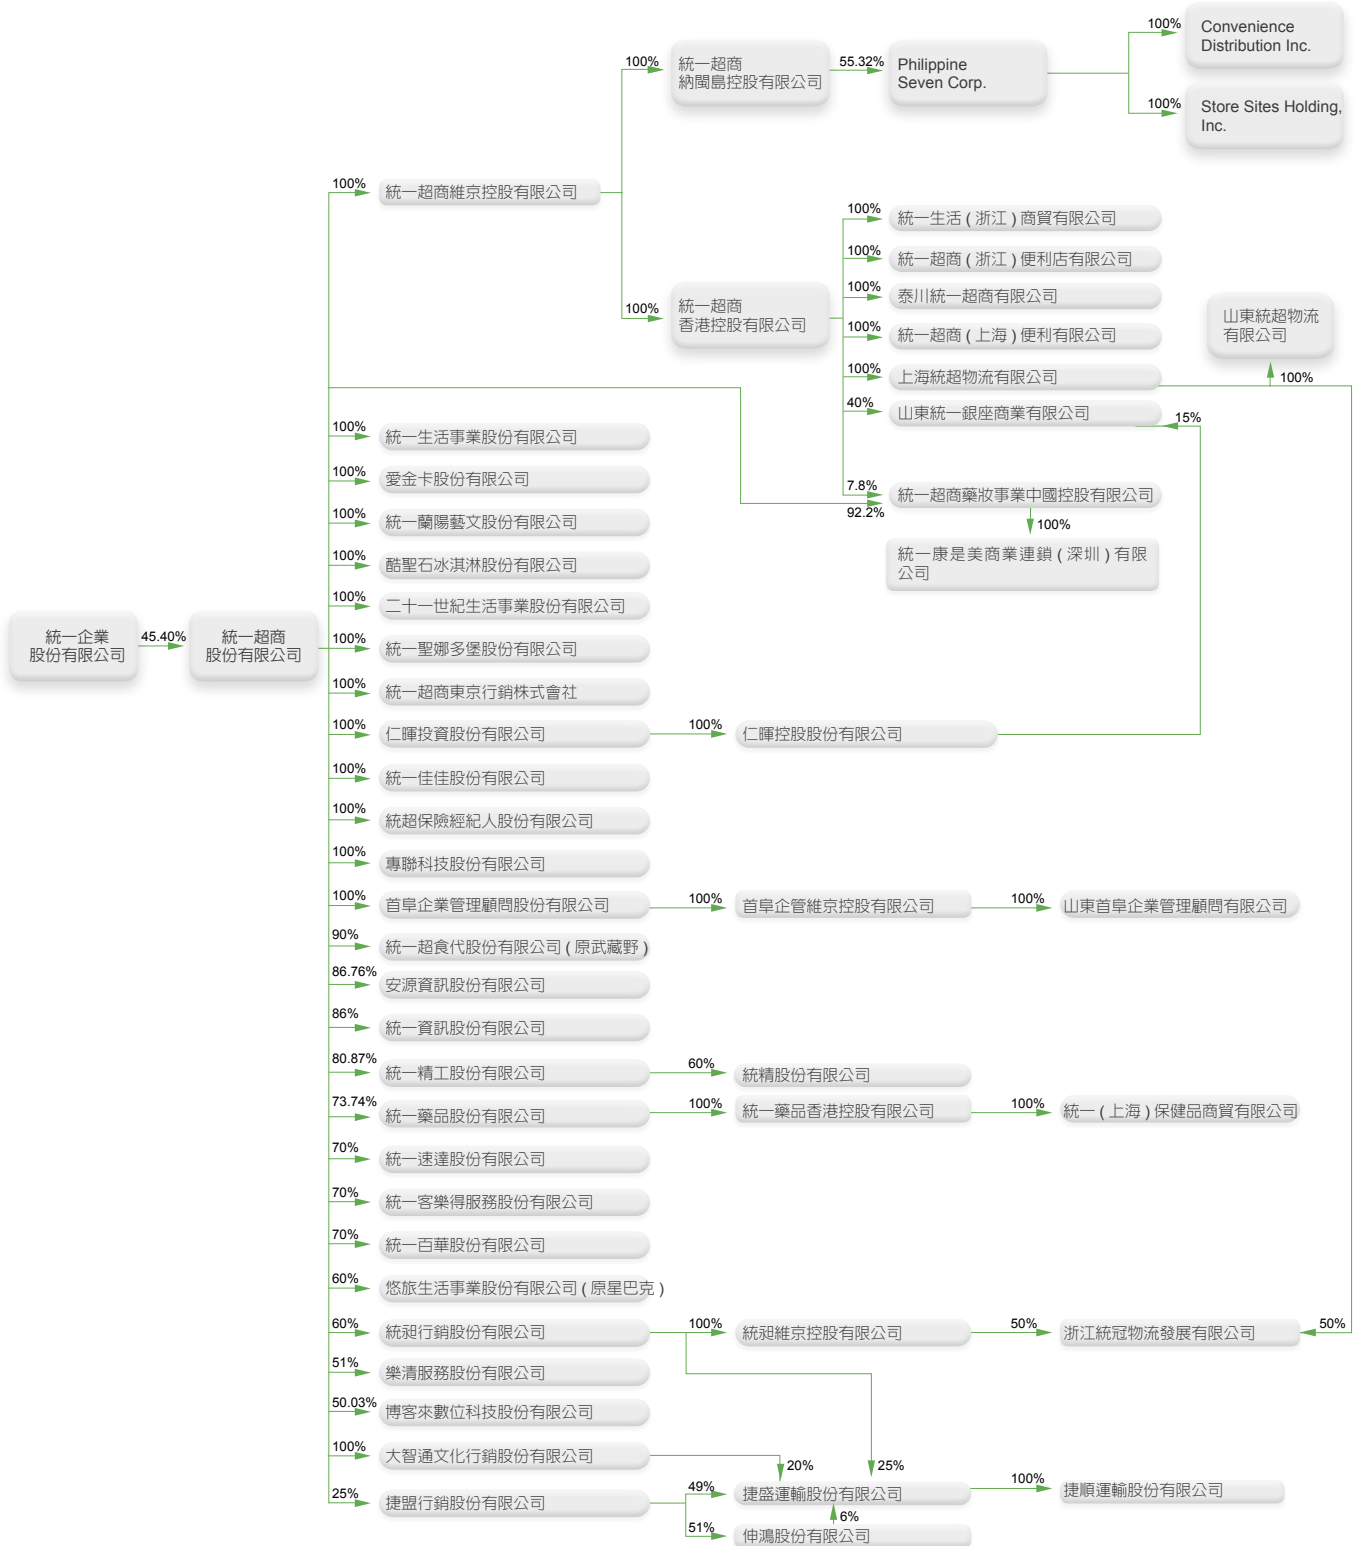 100%
Convenience
Distribution Inc.
100%
統一超商
納閩島控股有限公司
55.32%
Philippine
Seven Corp.
100%
Store Sites Holding,
Inc.
100%
統一超商維京控股有限公司
100%
統一生活 ( 浙江 ) 商貿有限公司
100%
統一超商 ( 浙江 ) 便利店有限公司
100%
泰川統一超商有限公司
100%
統一超商
香港控股有限公司
100%
統一超商 ( 上海 ) 便利有限公司
山東統超物流
有限公司
100%
上海統超物流有限公司
100%
40%
山東統一銀座商業有限公司
15%
7.8%
92.2%
統一超商藥妝事業中國控股有限公司
100%
統一康是美商業連鎖 ( 深圳 ) 有限
公司
統一企業
股份有限公司
45.40%
統一超商
股份有限公司
100%
統一生活事業股份有限公司
100%
愛金卡股份有限公司
100%
統一蘭陽藝文股份有限公司
100%
酷聖石冰淇淋股份有限公司
100%
二十一世紀生活事業股份有限公司
100%
統一聖娜多堡股份有限公司
100%
統一超商東京行銷株式會社
100%
仁暉投資股份有限公司
100%
仁暉控股股份有限公司
100%
統一佳佳股份有限公司
100%
統超保險經紀人股份有限公司
100%
專聯科技股份有限公司
100%
首阜企業管理顧問股份有限公司
100%
首阜企管維京控股有限公司
100%
山東首阜企業管理顧問有限公司
90%
統一超食代股份有限公司 ( 原武藏野 )
86.76%
安源資訊股份有限公司
86%
統一資訊股份有限公司
80.87%
統一精工股份有限公司
60%
統精股份有限公司
73.74%
統一藥品股份有限公司
100%
統一藥品香港控股有限公司
100%
統一 ( 上海 ) 保健品商貿有限公司
70%
統一速達股份有限公司
70%
統一客樂得服務股份有限公司
70%
統一百華股份有限公司
60%
悠旅生活事業股份有限公司 ( 原星巴克 )
60%
統昶行銷股份有限公司
100%
統昶維京控股有限公司
50%
浙江統冠物流發展有限公司
50%
51%
樂清服務股份有限公司
50.03%
博客來數位科技股份有限公司
100%
大智通文化行銷股份有限公司
20%
25%
25%
捷盟行銷股份有限公司
49%
捷盛運輸股份有限公司
100%
捷順運輸股份有限公司
6%
51%
伸鴻股份有限公司